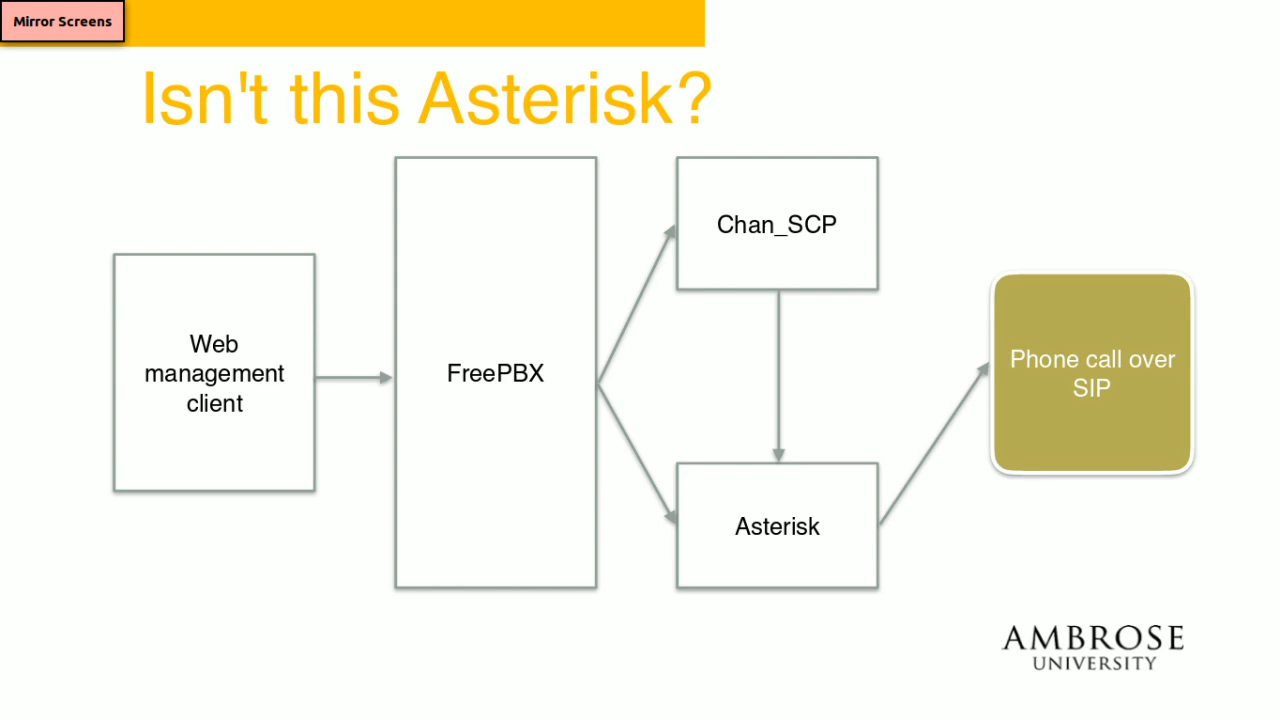 Mirror Screens
Isn't this Asterisk?
Web
management
client
FreePBX
Chan_SCP
Asterisk
Phone call over
SIP
AMBROSE
UNIVERSITY